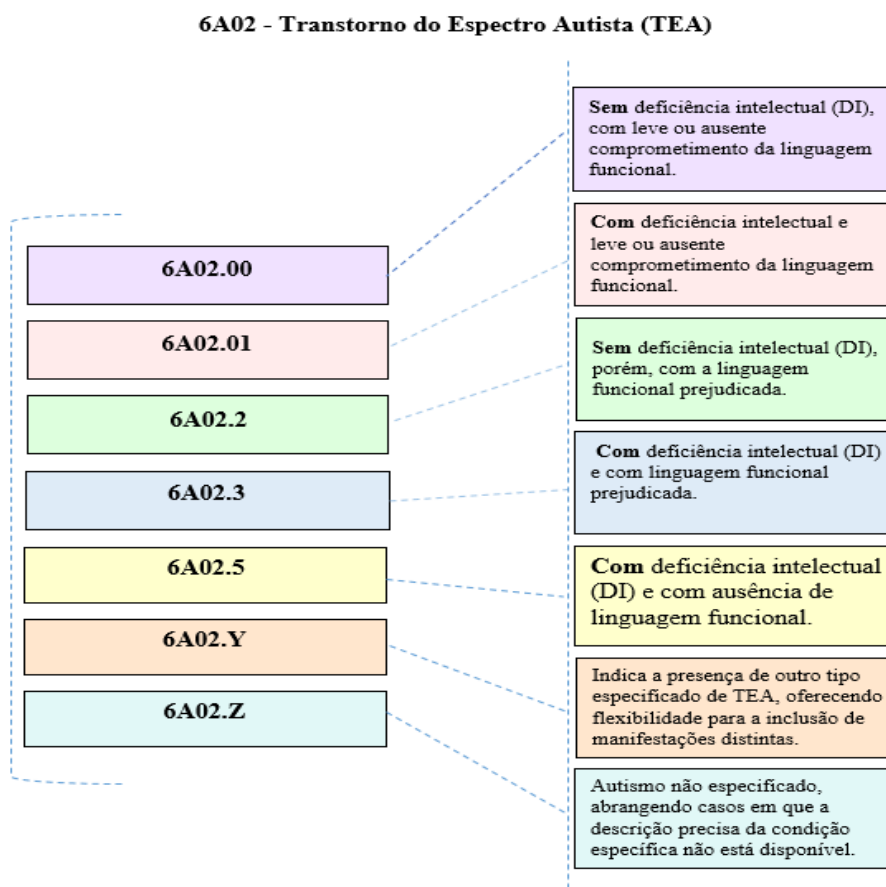 6A02 - Transtorno do Espectro Autista (TEA)
6A02.00
6A02.01
6A02.2
6A02.3
6A02.5
6A02.Y
6A02.Z
Sem deficiência intelectual (DI),
com leve ou ausente
comprometimento da linguagem
funcional.
Com deficiência intelectual e
leve ou ausente
comprometimento da linguagem
funcional.
Sem deficiência intelectual (DI),
porém, com a linguagem
funcional prejudicada.
Com deficiência intelectual (DI)
e com linguagem funcional
prejudicada.
Com deficiência intelectual
(DI) e com ausência de
linguagem funcional.
Indica a presença de outro tipo
especificado de TEA, oferecendo
flexibilidade para a inclusão de
manifestações distintas.
Autismo não especificado,
abrangendo casos em que a
descrição precisa da condição
específica não está disponível.